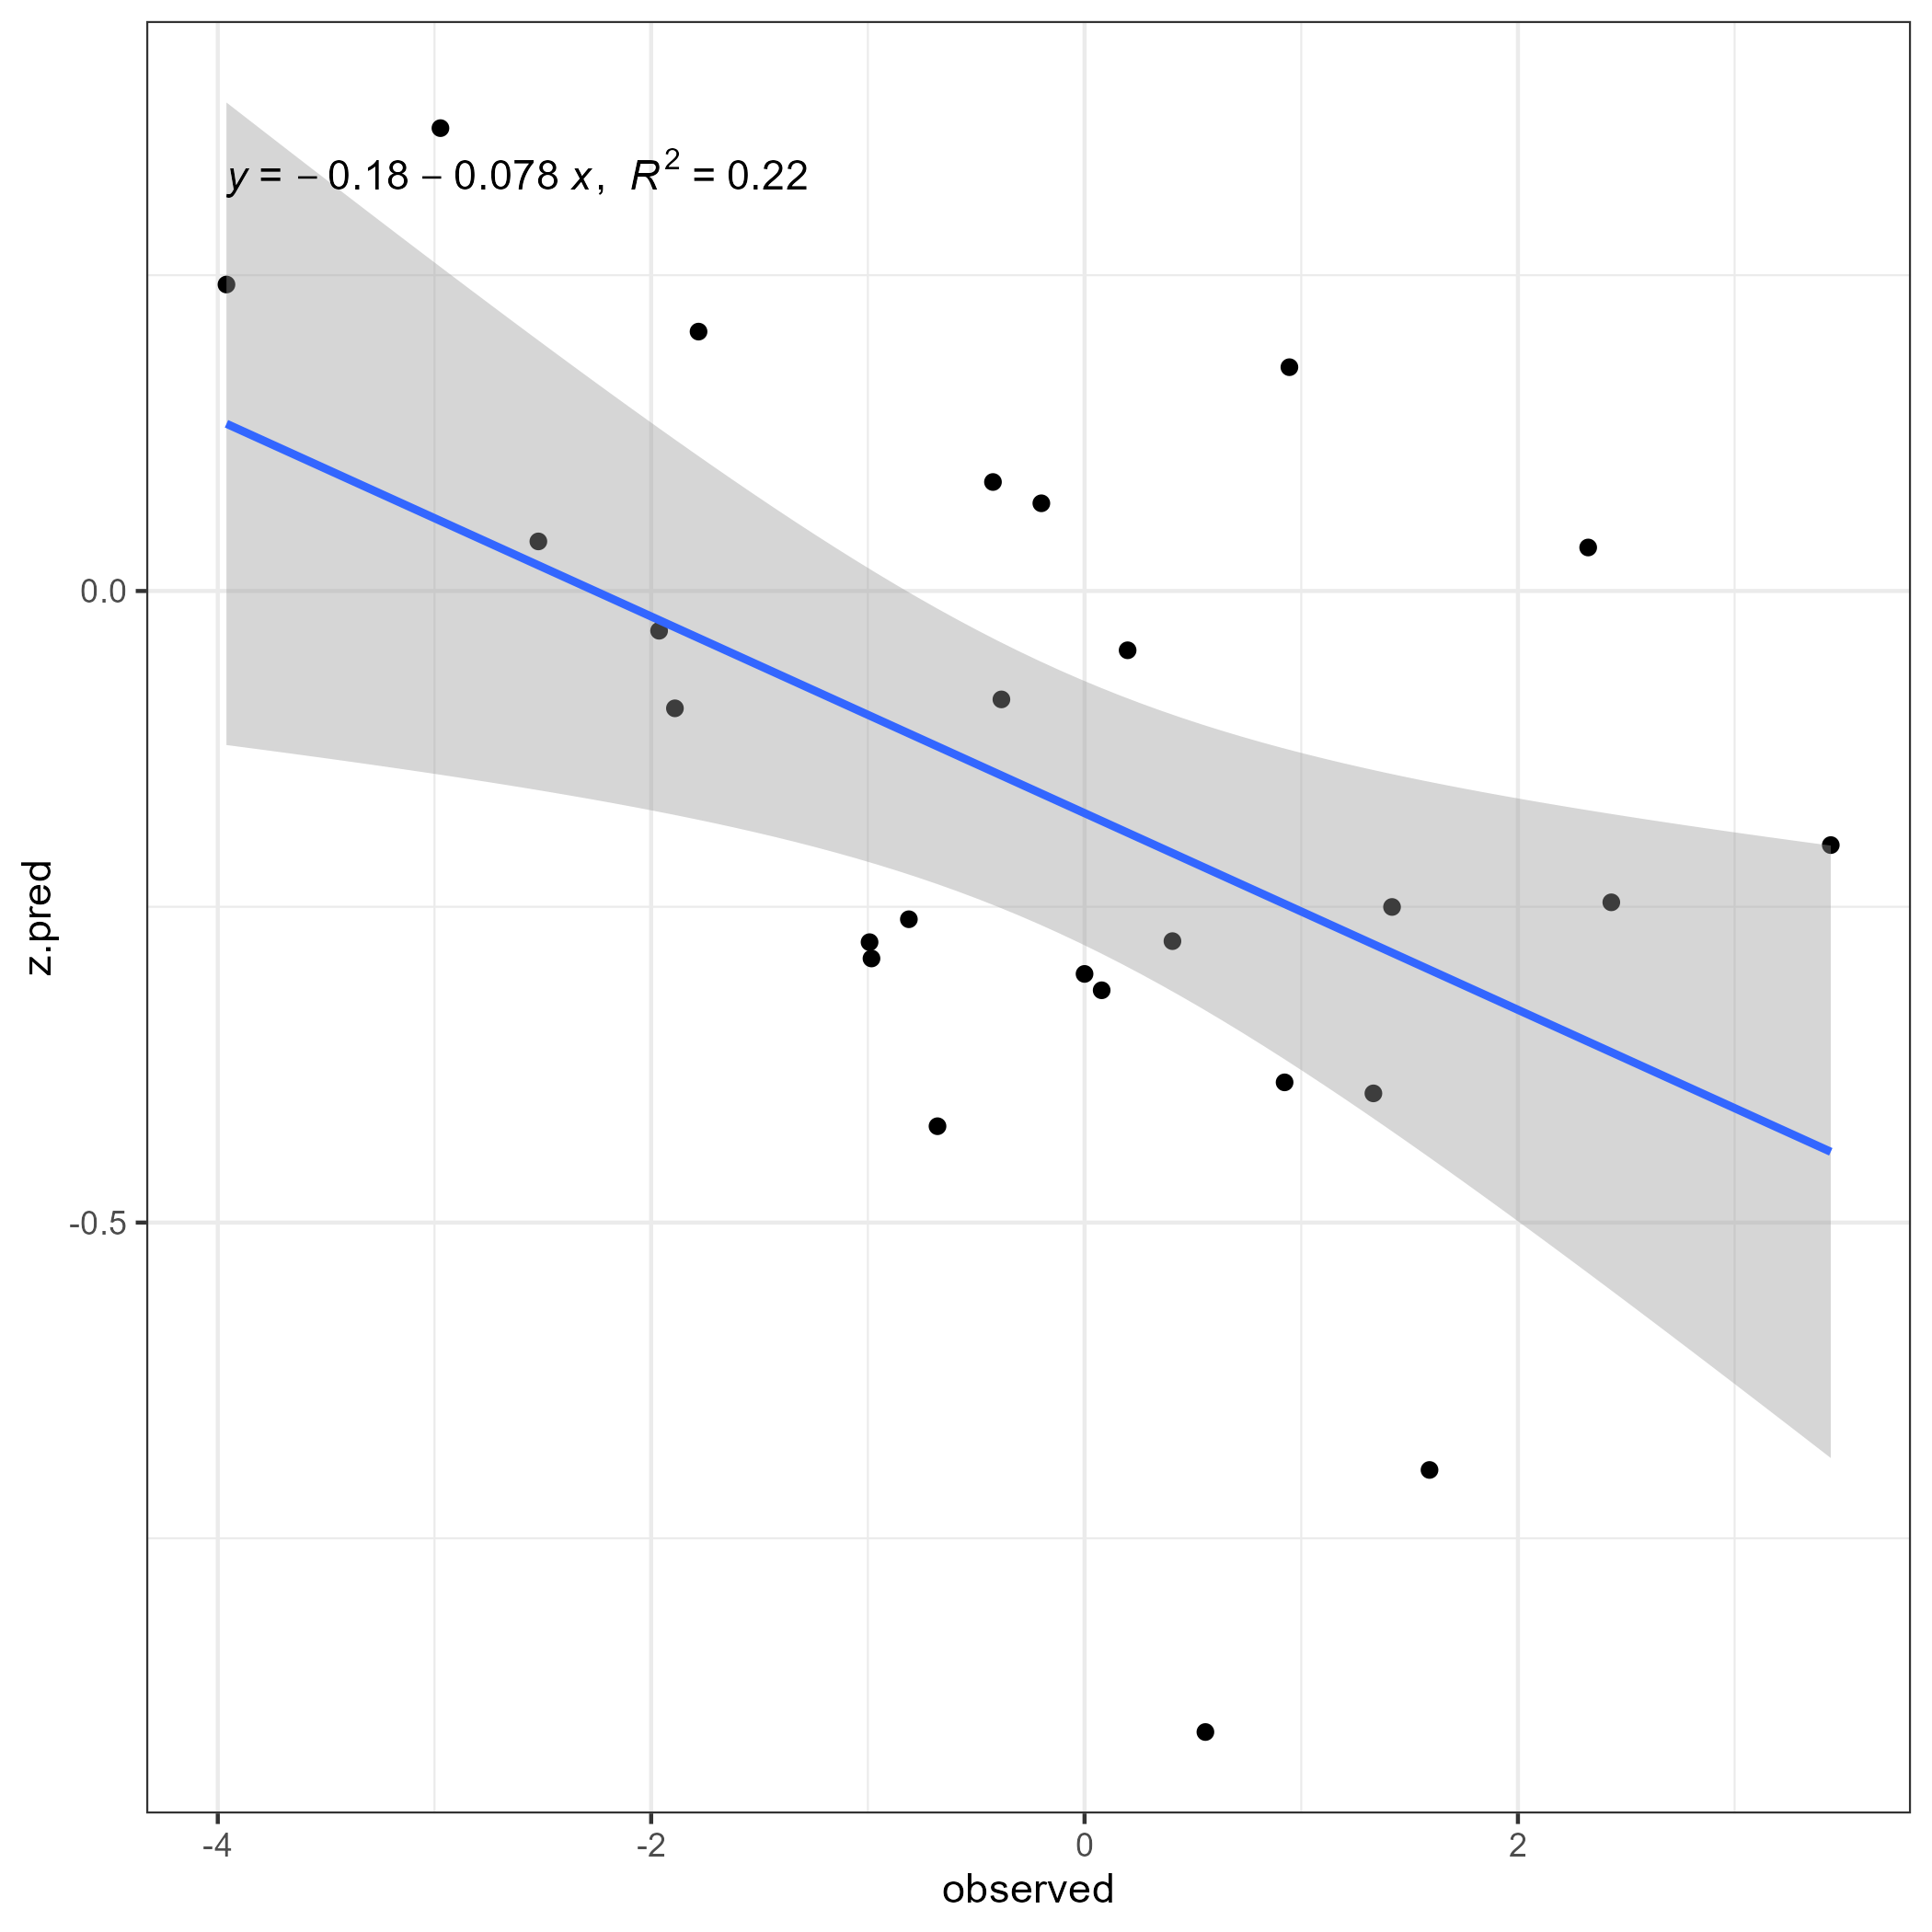 y = − 0.18 − 0.078 x, R² = 0.22
z.pred
0.0
-0.5
-4
-2
0
2
observed